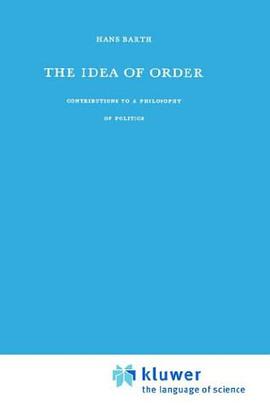 HANS BARTH
THE IDEA OF ORDER
CONTRIBUTIONS TO A PHILOSOPHY
OF POLITICS
kluwer
the language of science